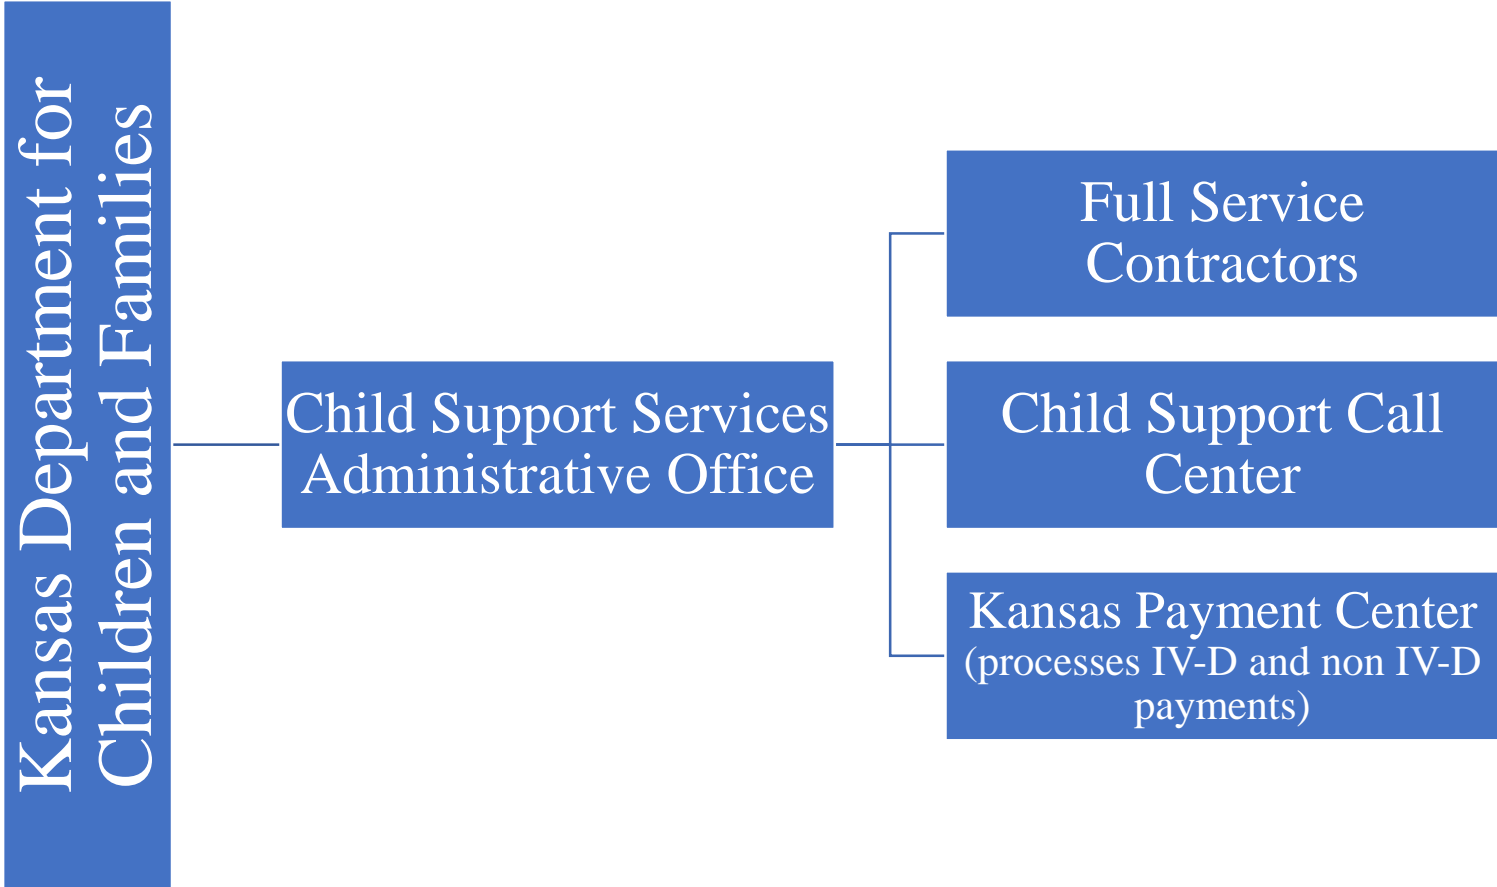 Kansas Department for
Children and Families
Child Support Services
Administrative Office
Full Service
Contractors
Child Support Call
Center
Kansas Payment Center
(processes IV-D and non IV-D
payments)